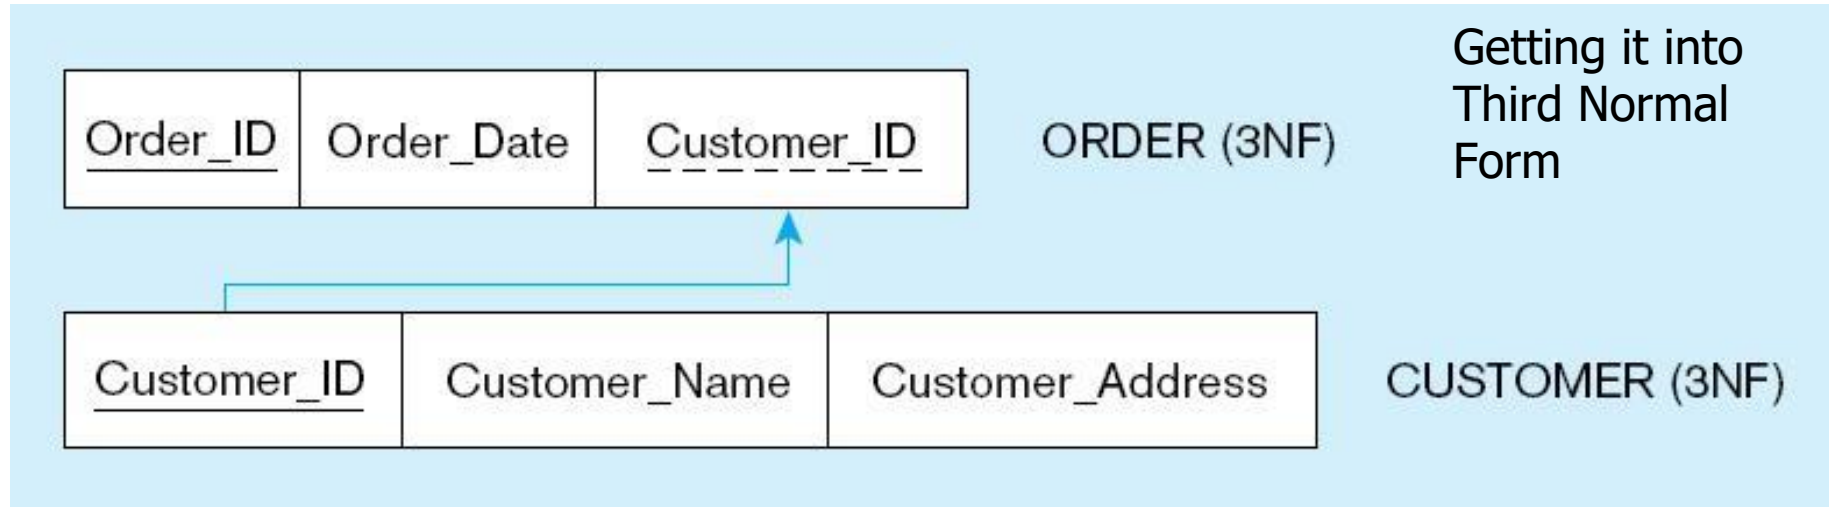 Getting it into
Third Normal
Form
Order_ID Order_Date Customer_ID ORDER (3NF)
Customer_ID Customer_Name Customer_Address CUSTOMER (3NF)